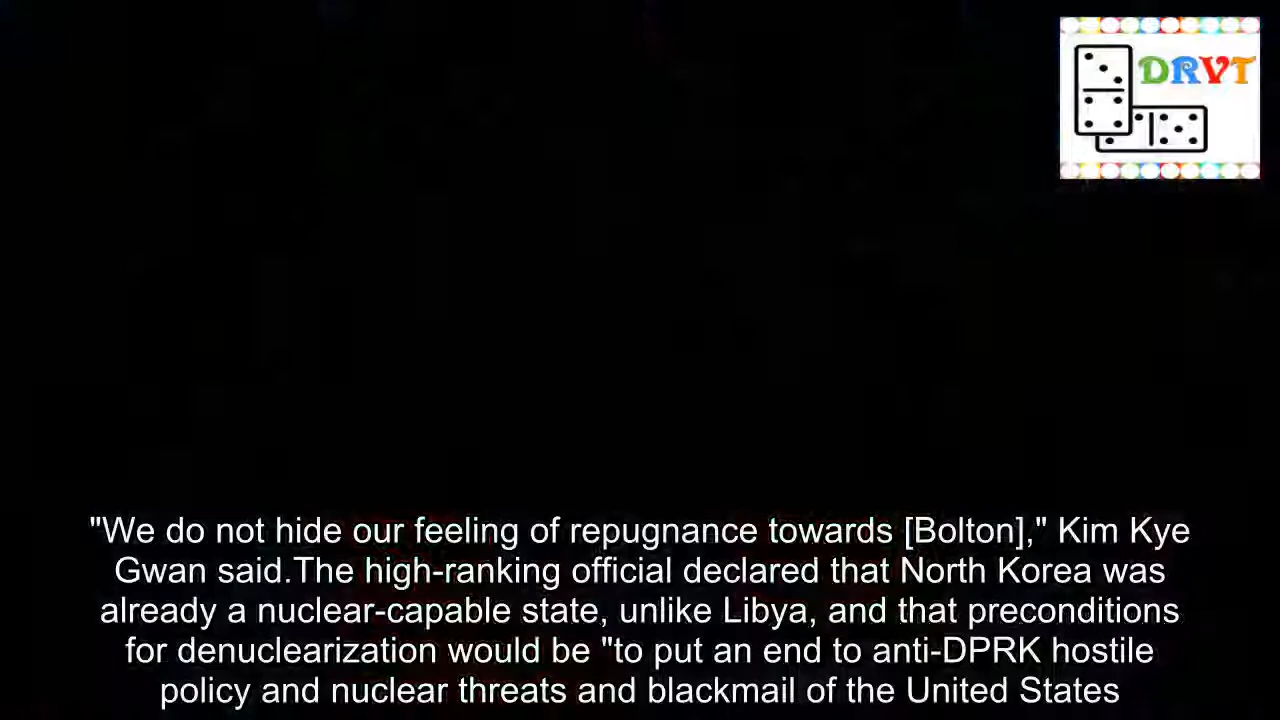 DRVT
"We do not hide our feeling of repugnance towards [Bolton]," Kim Kye
Gwan said.The high-ranking official declared that North Korea was
already a nuclear-capable state, unlike Libya, and that preconditions
for denuclearization would be "to put an end to anti-DPRK hostile
policy and nuclear threats and blackmail of the United States